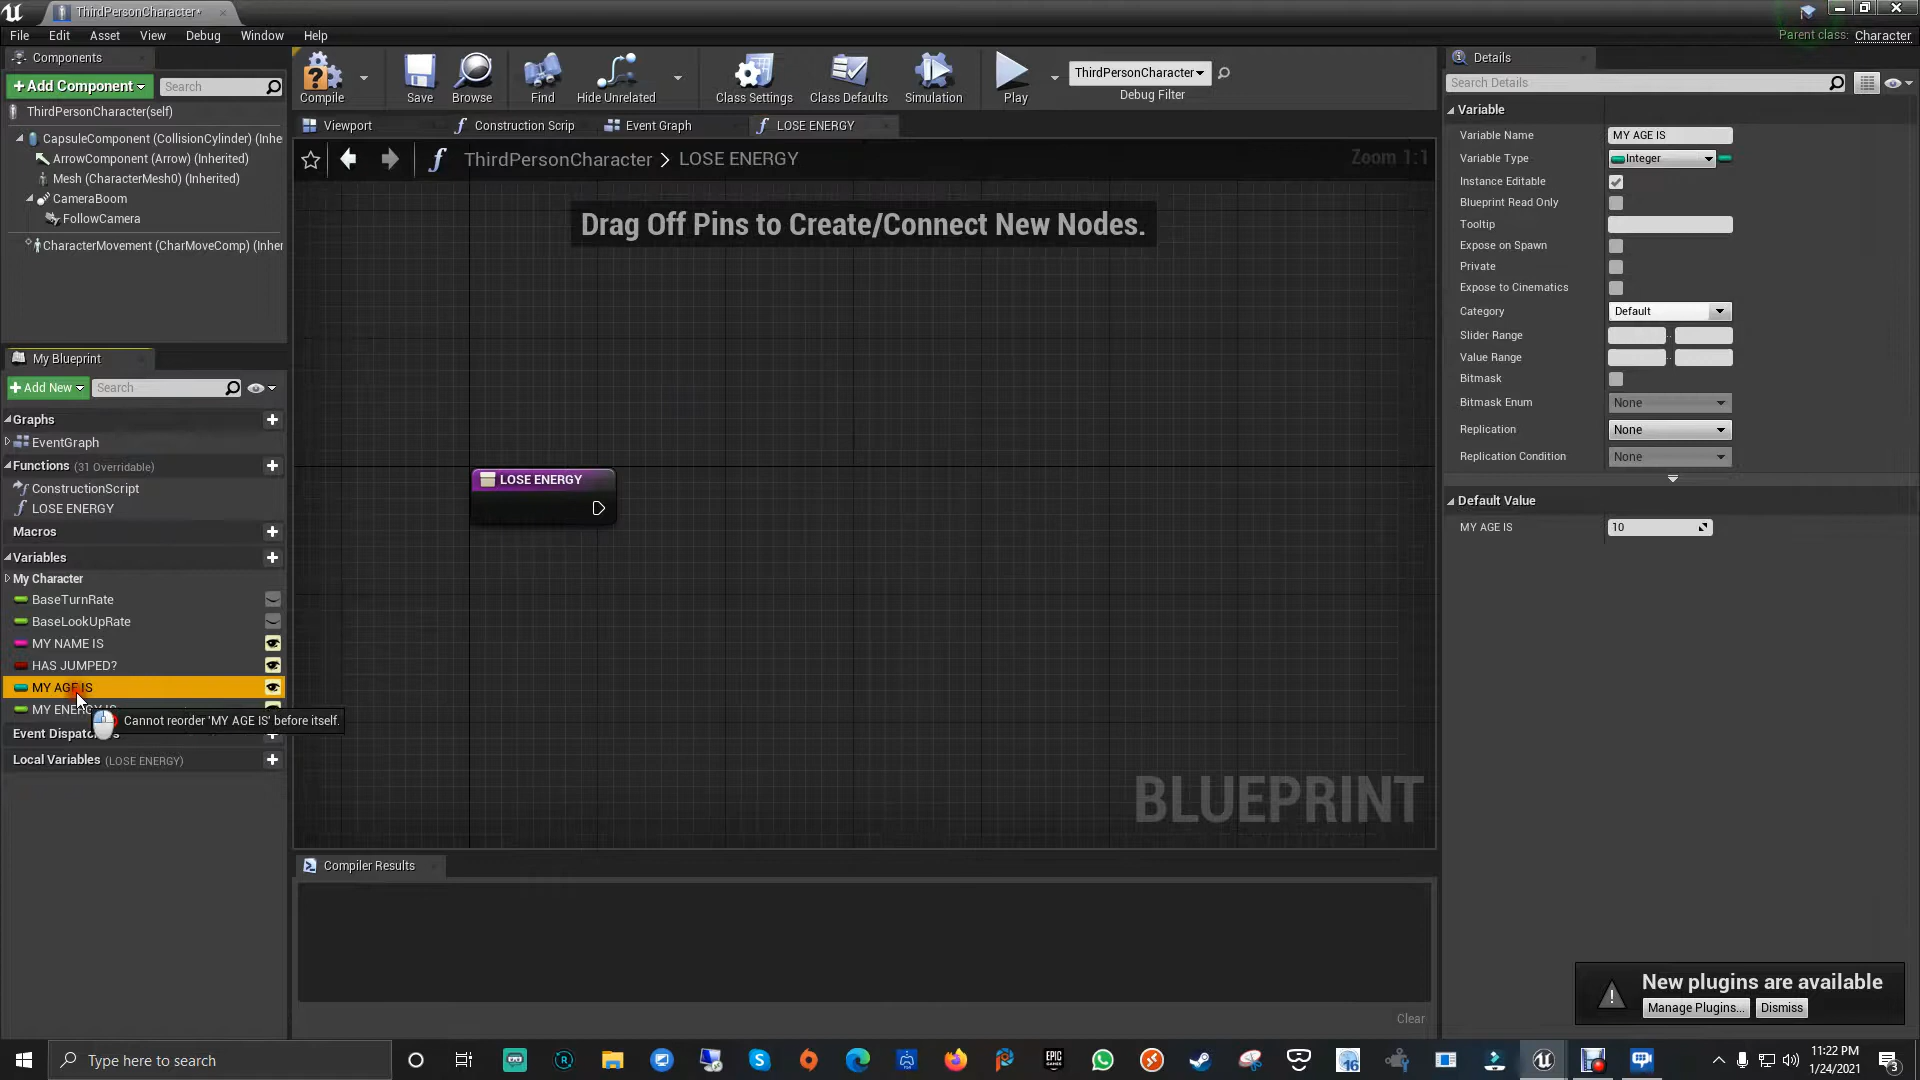 ThirdPersonCharacter*
File Edit Asset View Debug Window Help
Parent class: Character
Components
+Add Component
Search
ThirdPersonCharacter(self)
CapsuleComponent (CollisionCylinder) (Inhe
ArrowComponent (Arrow) (Inherited)
Mesh (CharacterMesh0) (Inherited)
CameraBoom
FollowCamera
CharacterMovement (CharMoveComp) (Inher
Compile
Save
Browse
Find
Hide Unrelated
Class Settings
Class Defaults
Simulation
Play
ThirdPersonCharacter
Debug Filter
Viewport
Construction Scrip
Event Graph
LOSE ENERGY
ThirdPersonCharacter > LOSE ENERGY
Zoom 1:1
Drag Off Pins to Create/Connect New Nodes.
LOSE ENERGY
BLUEPRINT
My Blueprint
+Add New
Search
Graphs
EventGraph
Functions (31 Overridable)
ConstructionScript
LOSE ENERGY
Macros
Variables
My Character
BaseTurnRate
BaseLookUpRate
MY NAME IS
HAS JUMPED?
MY AGE IS
MY ENERGY IS
Cannot reorder 'MY AGE IS' before itself.
Event Dispatc
Local Variables (LOSE ENERGY)
Compiler Results
Clear
Details
Search Details
Variable
Variable Name MY AGE IS
Variable Type Integer
Instance Editable
Blueprint Read Only
Tooltip
Expose on Spawn
Private
Expose to Cinematics
Category Default
Slider Range
Value Range
Bitmask
Bitmask Enum None
Replication None
Replication Condition None
Default Value
MY AGE IS 10
New plugins are available
Manage Plugins... Dismiss
Type here to search
EPIC GAMES
16
11:22 PM
1/24/2021
3